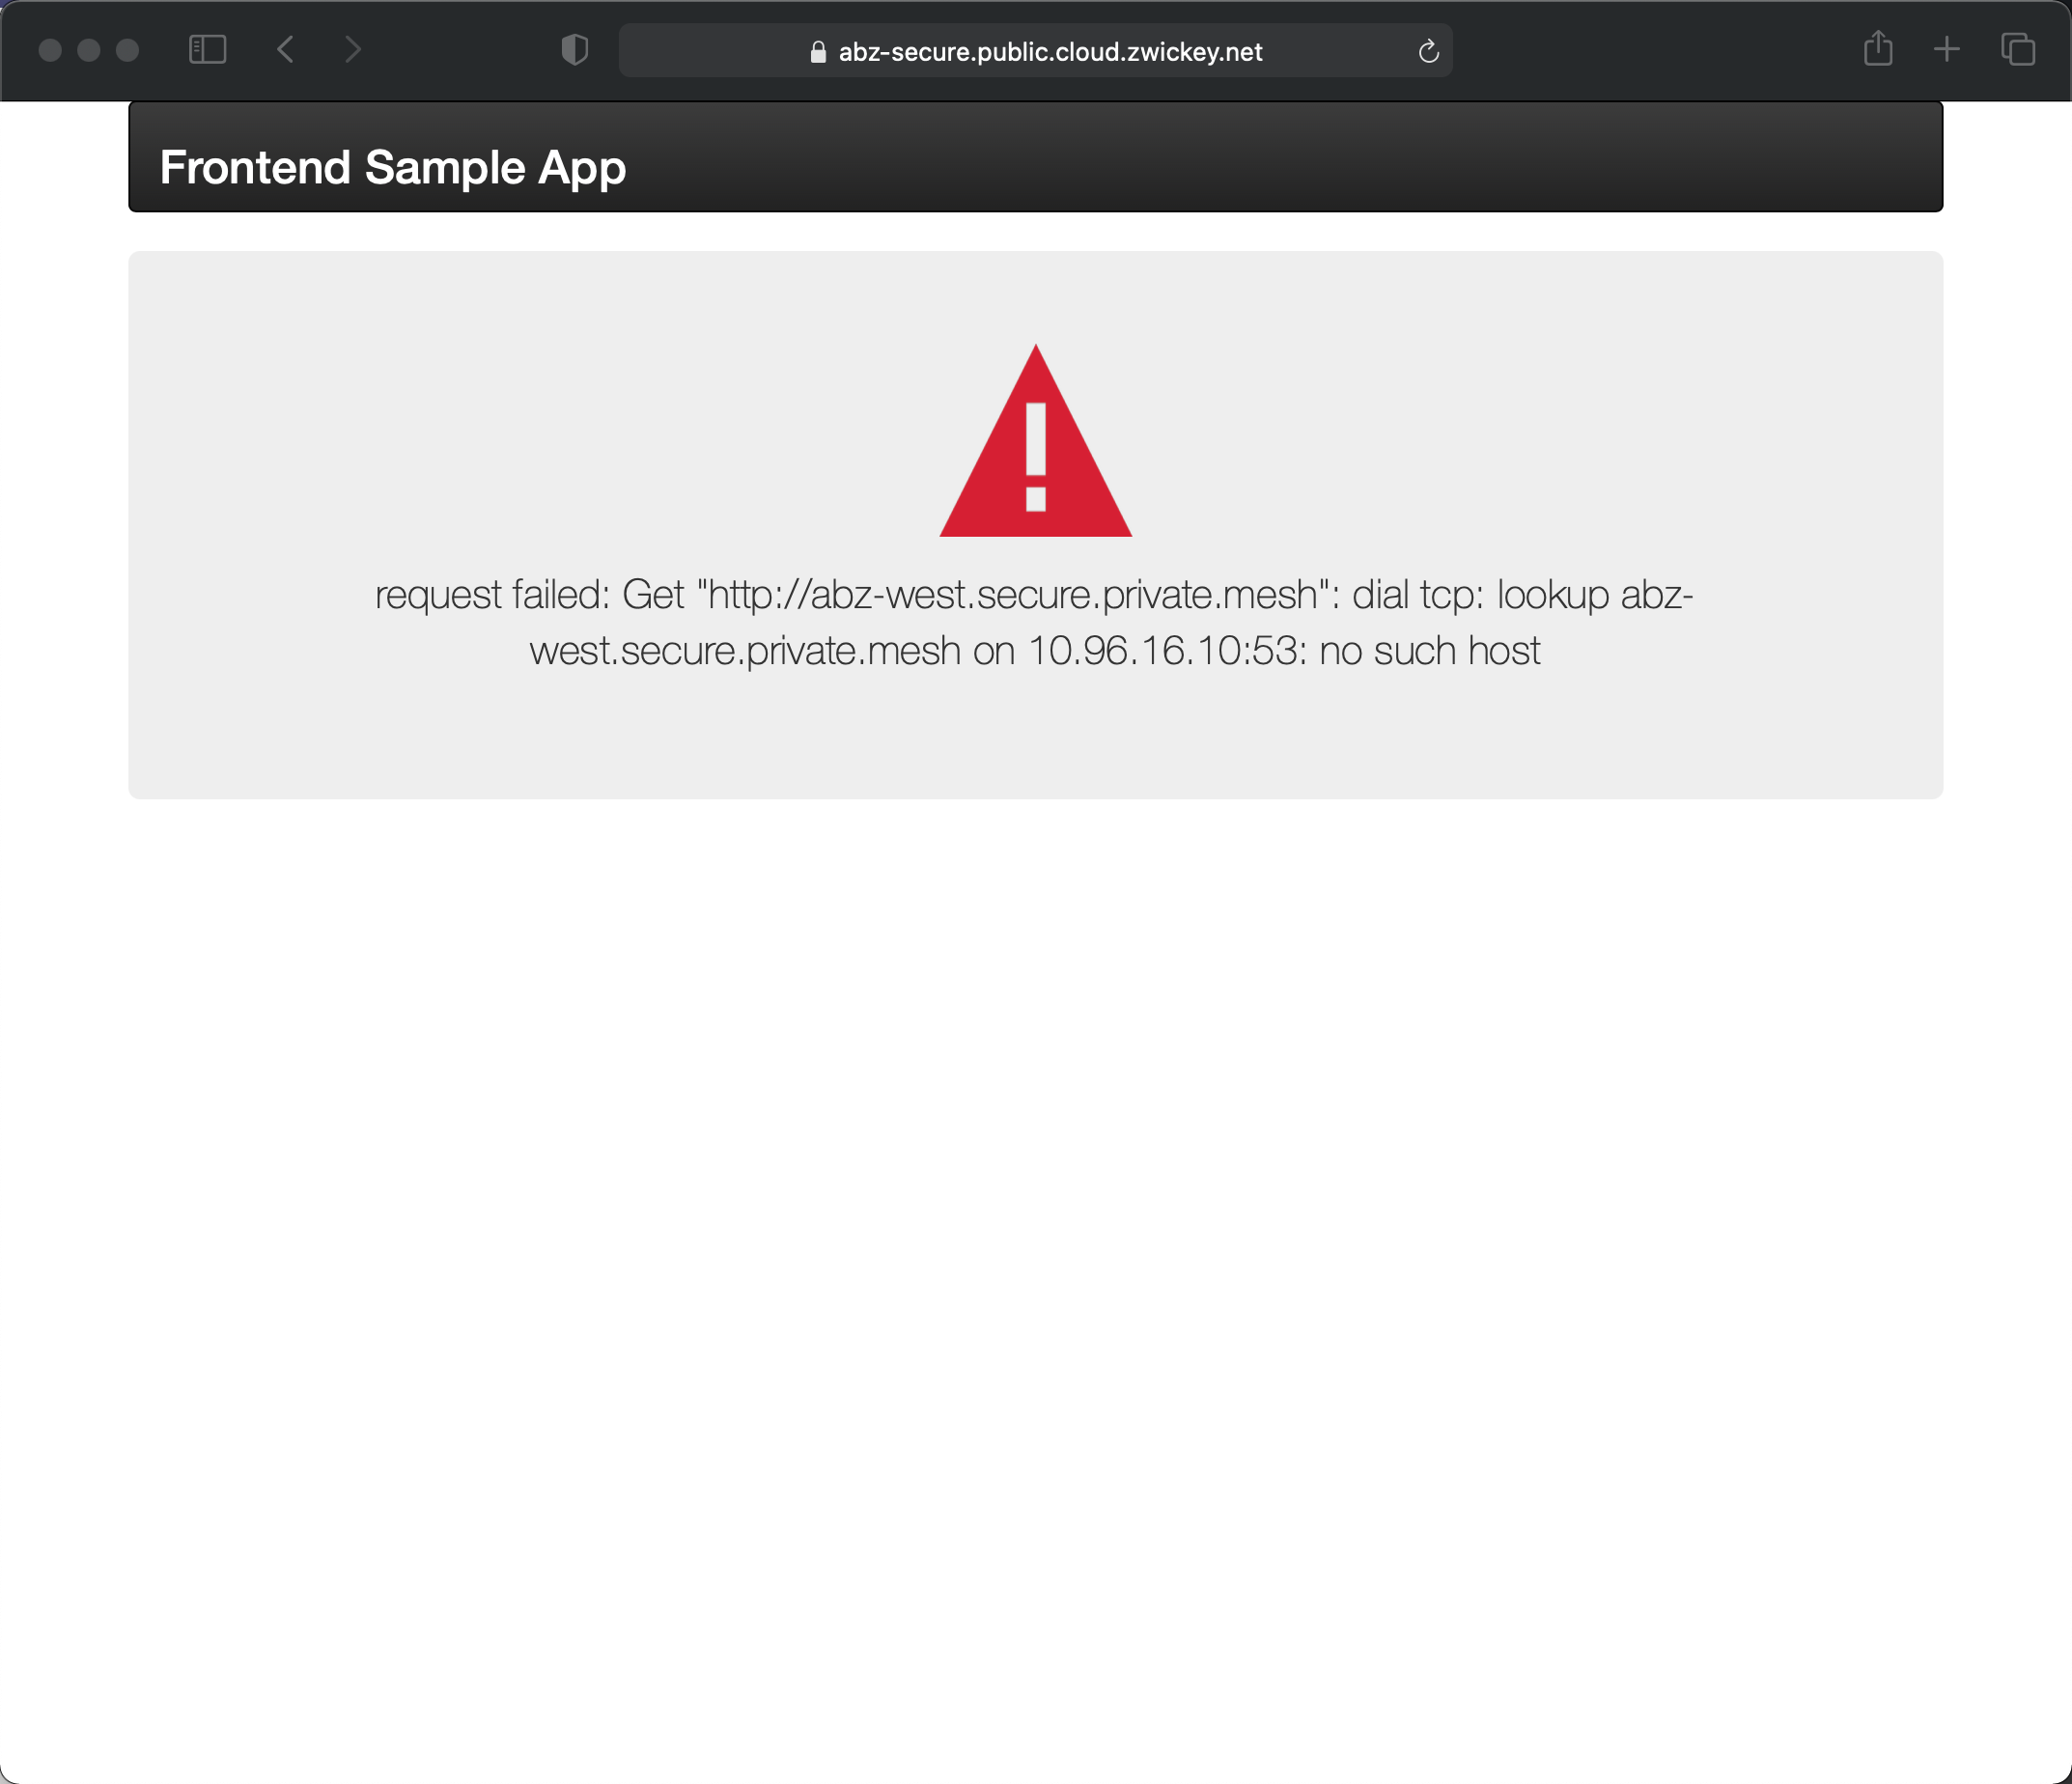 abz-secure.public.cloud.zwickey.net
Frontend Sample App
request failed: Get "http://abz-west.secure.private.mesh": dial tcp: lookup abz-
west.secure.private.mesh on 10.96.16.10:53: no such host